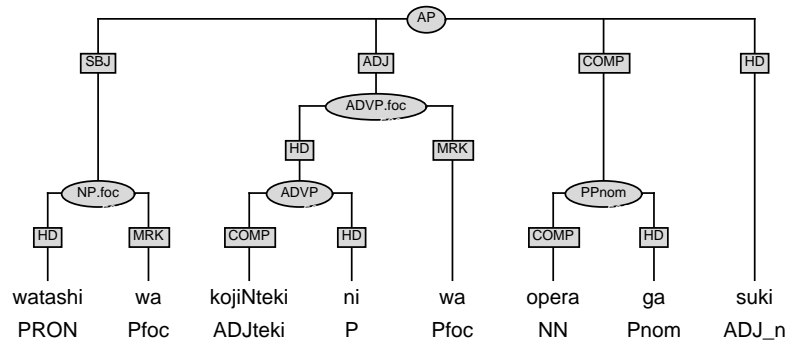 AP
SBJ ADJ COMP HD
ADVP.foc
HD MRK
NP.foc ADVP PPnom
HD MRK COMP HD COMP HD
watashi wa kojiNteki ni wa opera ga suki
PRON Pfoc ADJteki P Pfoc NN Pnom ADJ_n